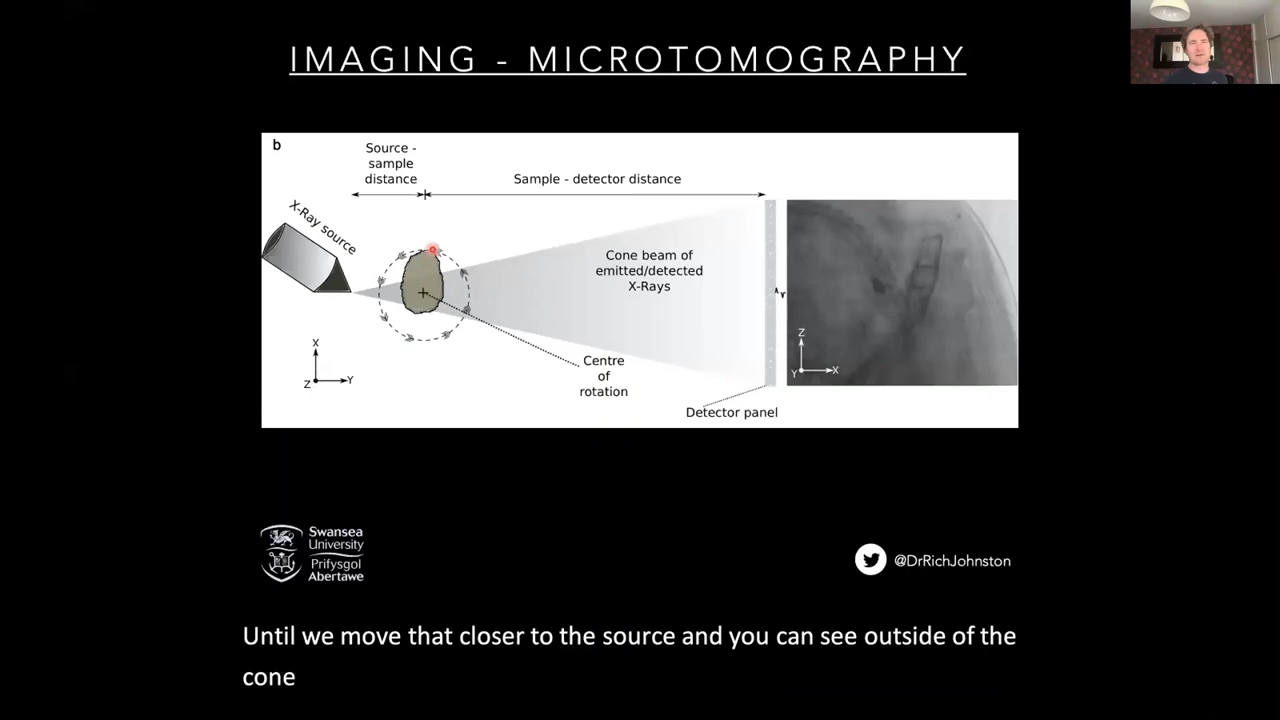 IMAGING - MICROTOMOGRAPHY
b
Source -
sample
distance
Sample - detector distance
X-Ray source
Cone beam of
emitted/detected
X-Rays
Y
Z
X
Z
Y
Y
X
Centre
of
rotation
Detector panel
Swansea
University
Prifysgol
Abertawe
@DrRichJohnston
Until we move that closer to the source and you can see outside of the
cone